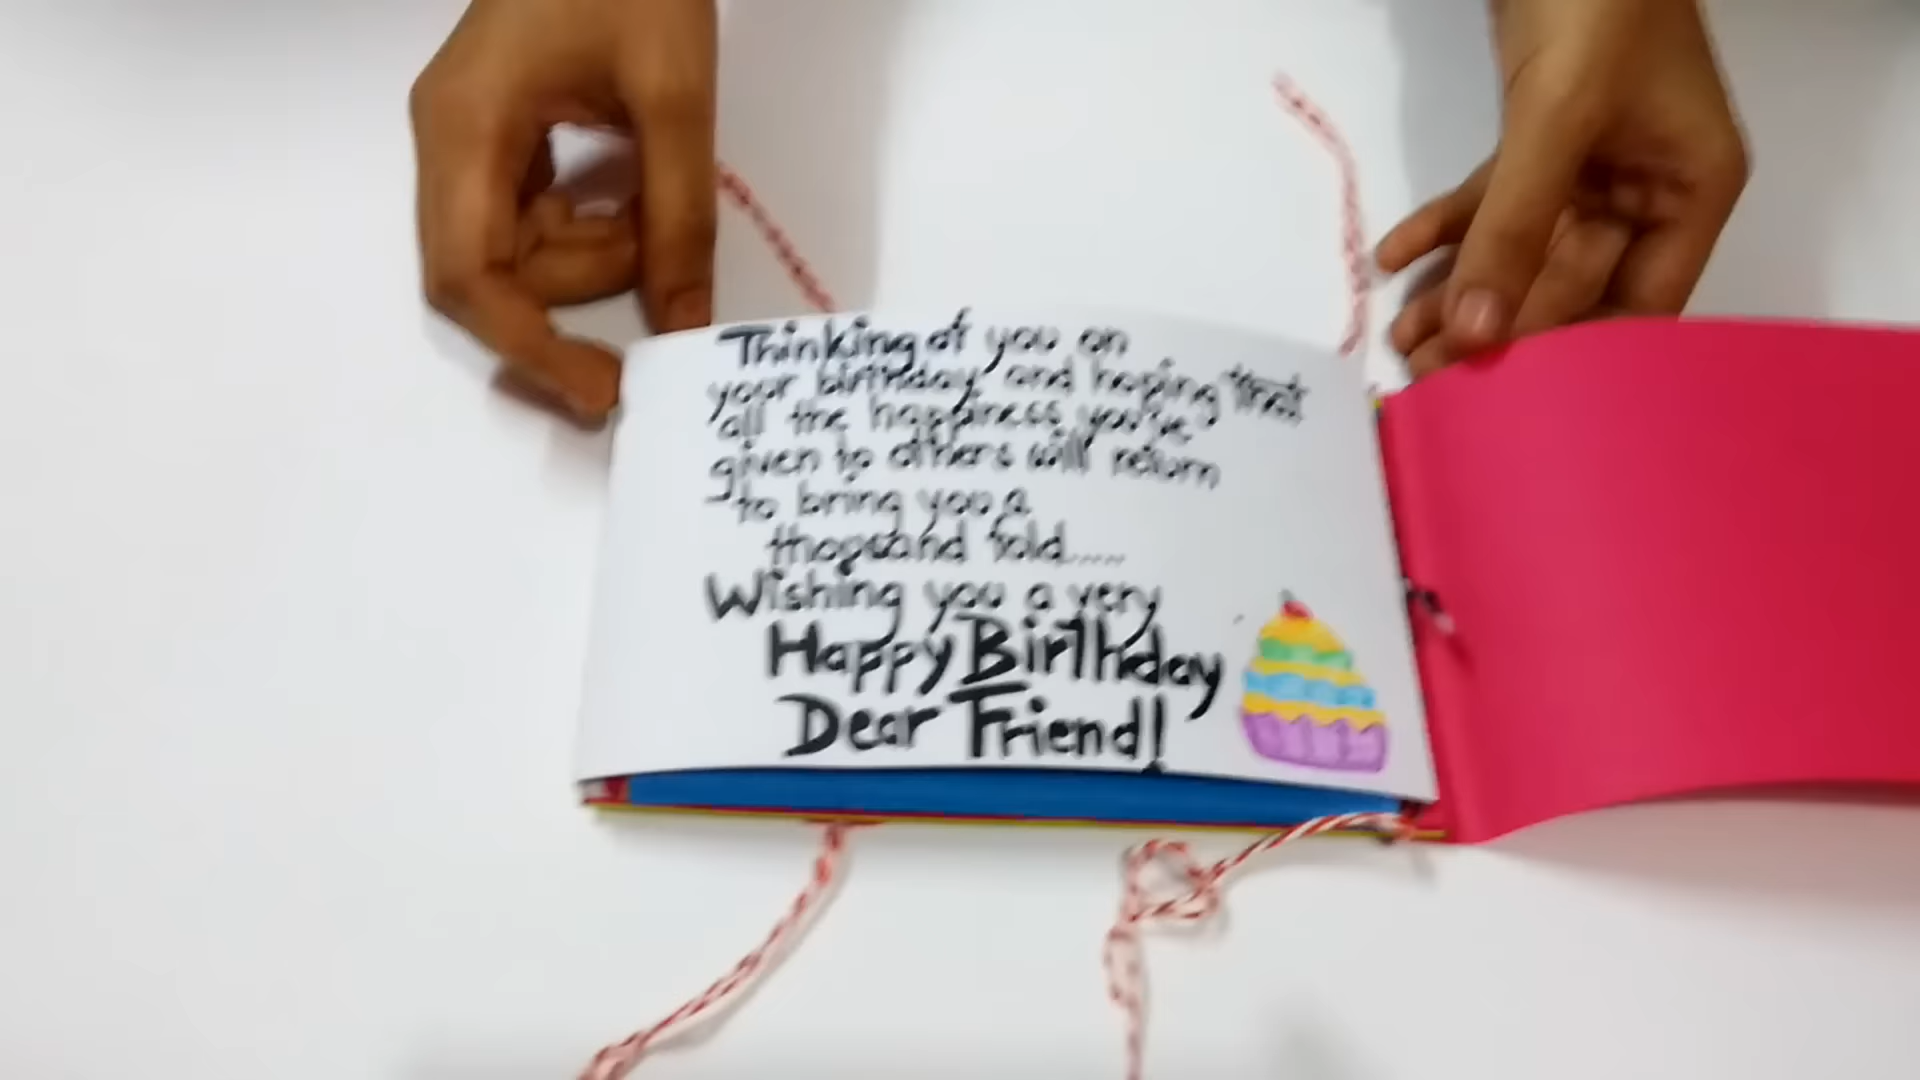 Thinking of you on
your birthday and hoping that
all the happiness you've
given to others will return
to bring you a
thousand fold.....
Wishing you a very
Happy Birthday
Dear Friend!